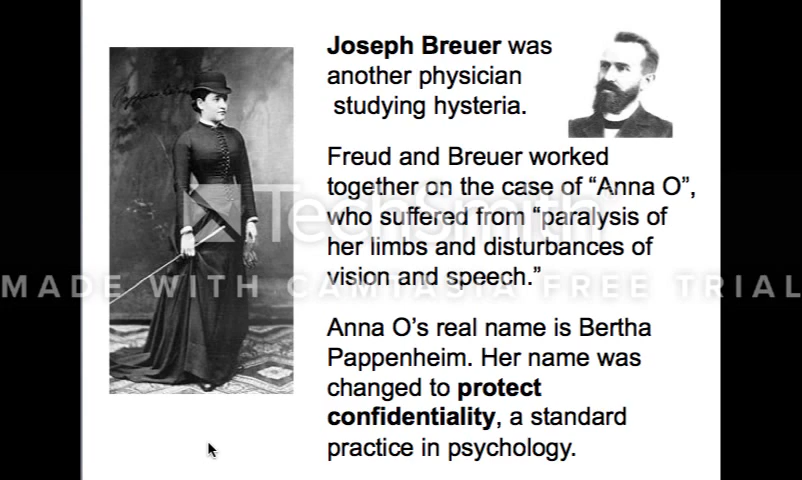 Joseph Breuer was
another physician
studying hysteria.
Freud and Breuer worked
together on the case of “Anna O”,
who suffered from “paralysis of
her limbs and disturbances of
vision and speech.”
Anna O’s real name is Bertha
Pappenheim. Her name was
changed to protect
confidentiality, a standard
practice in psychology.
TechSmith
MADE WITH CAMTASIA FREE TRIAL